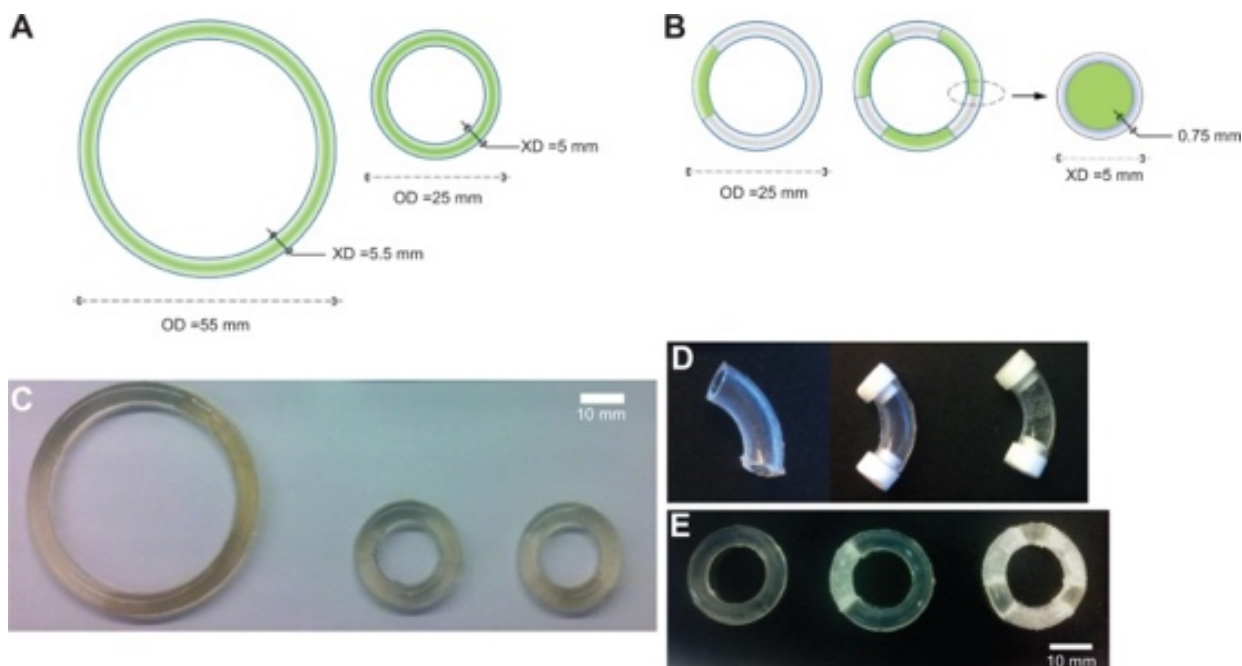 A
XD =5 mm
OD =25 mm
XD =5.5 mm
OD =55 mm
B
0.75 mm
OD =25 mm
XD =5 mm
C
10 mm
D
E
10 mm